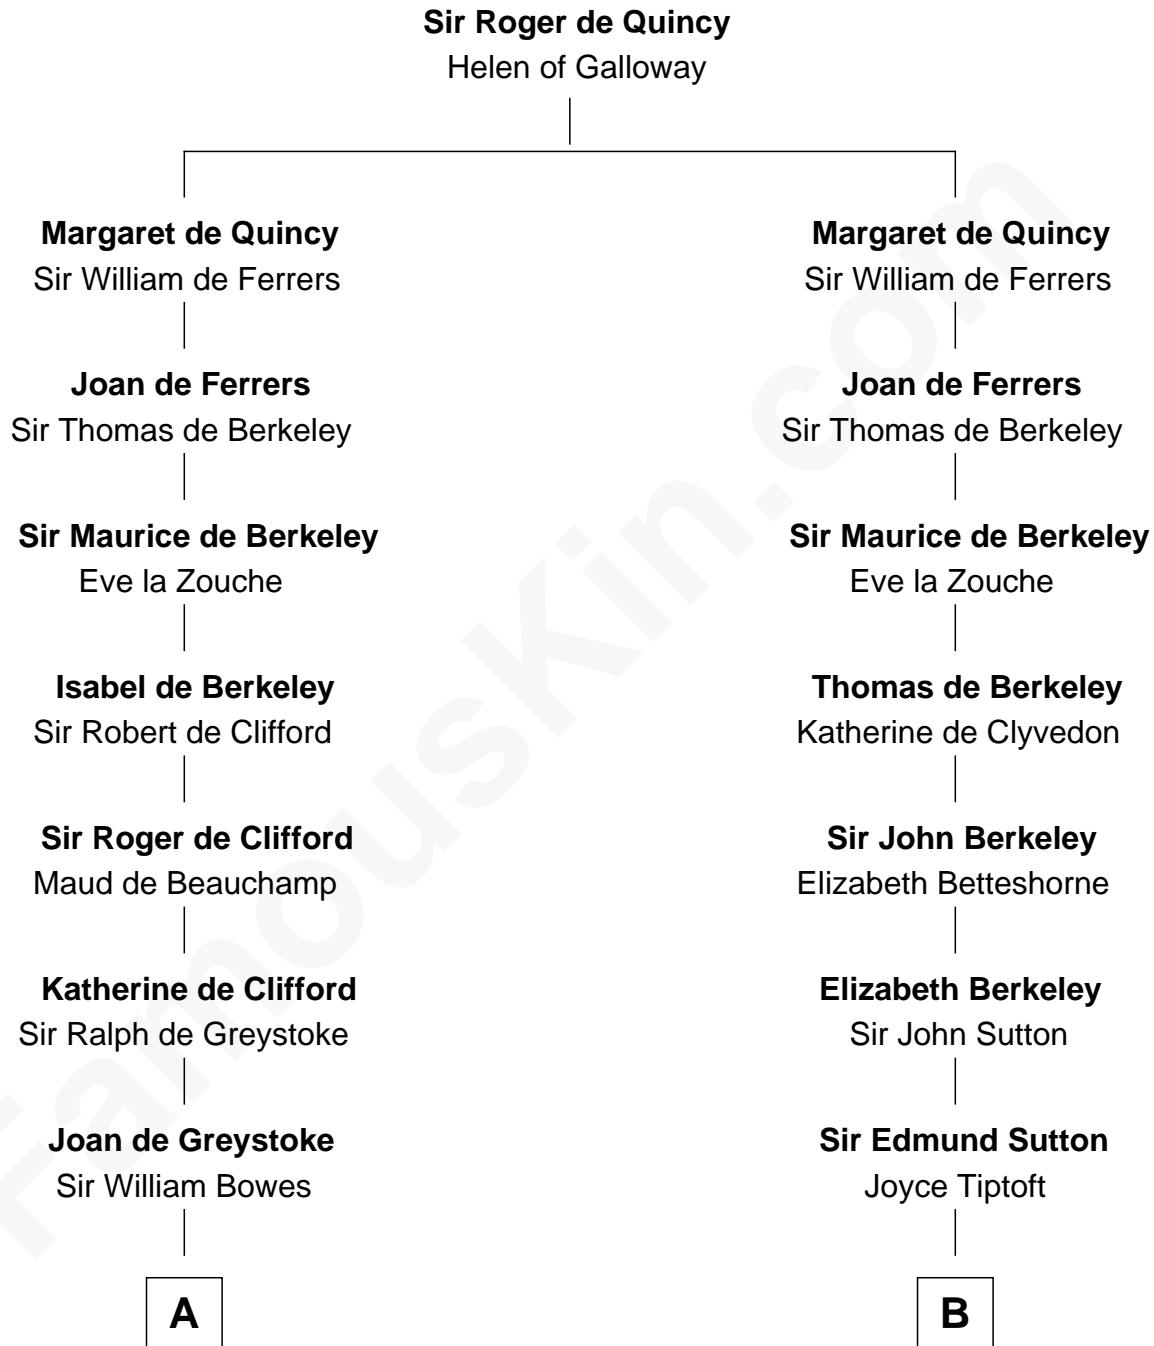 Sir Roger de Quincy
Helen of Galloway
Margaret de Quincy
Sir William de Ferrers
Joan de Ferrers
Sir Thomas de Berkeley
Sir Maurice de Berkeley
Eve la Zouche
Isabel de Berkeley
Sir Robert de Clifford
Sir Roger de Clifford
Maud de Beauchamp
Katherine de Clifford
Sir Ralph de Greystoke
Joan de Greystoke
Sir William Bowes
A
Margaret de Quincy
Sir William de Ferrers
Joan de Ferrers
Sir Thomas de Berkeley
Sir Maurice de Berkeley
Eve la Zouche
Thomas de Berkeley
Katherine de Clyvedon
Sir John Berkeley
Elizabeth Betteshorne
Elizabeth Berkeley
Sir John Sutton
Sir Edmund Sutton
Joyce Tiptoft
B
FamousKin.com